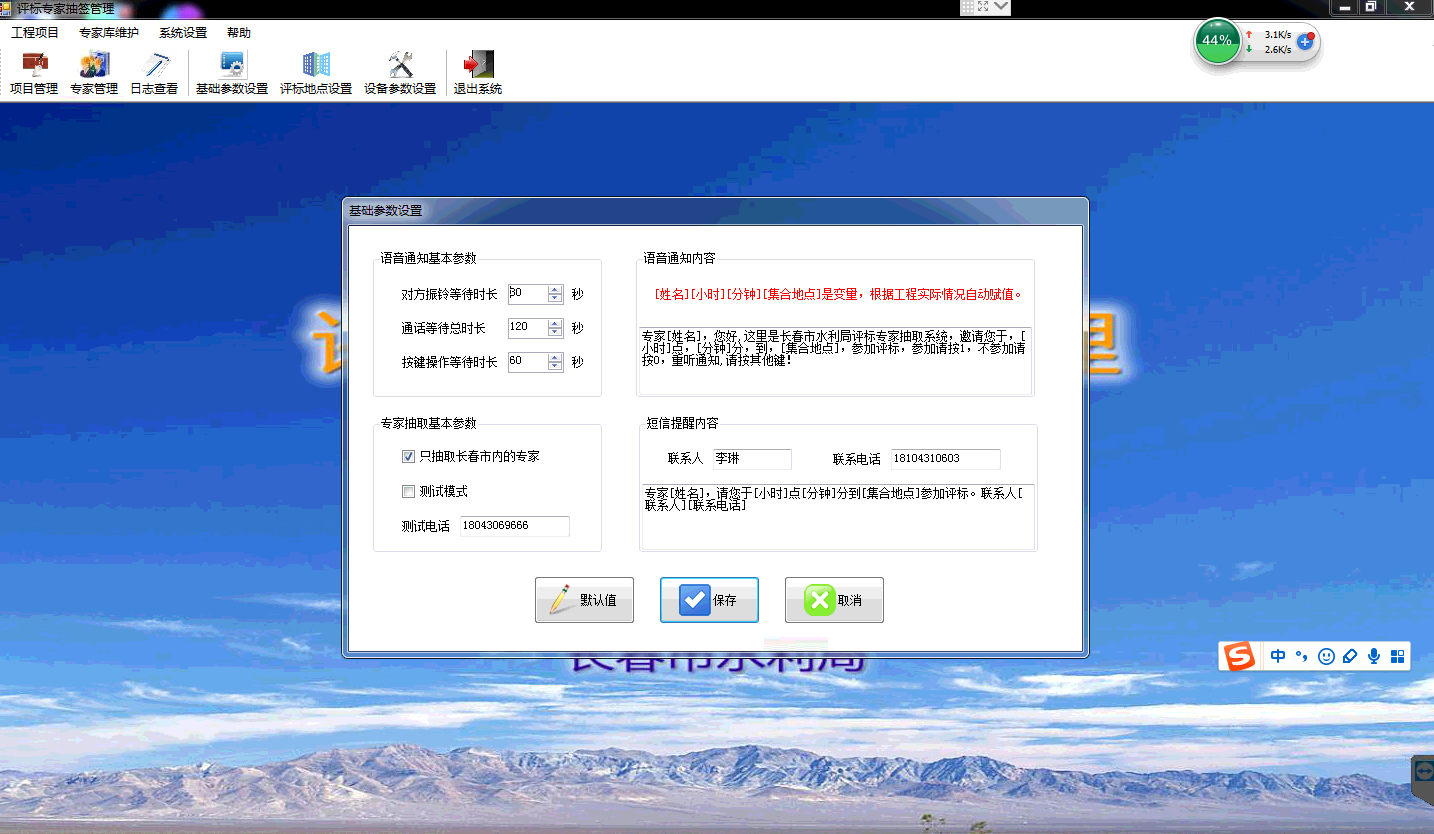 评标专家抽签管理
工程项目 专家库维护 系统设置 帮助
44%
3.1K/s
2.6K/s
项目管理 专家管理 日志查看 基础参数设置 评标地点设置 设备参数设置 退出系统
基础参数设置
语音通知基本参数
对方振铃等待时长 30 秒
通话等待总时长 120 秒
按键操作等待时长 60 秒
语音通知内容
[姓名][小时][分钟][集合地点]是变量，根据工程实际情况自动赋值。
专家[姓名]，您好,这里是长春市水利局评标专家抽取系统，邀请您于，[
小时]点，[分钟]分，到，[集合地点]，参加评标，参加请按1，不参加请
按0，重听通知,请按其他键!
专家抽取基本参数
只抽取长春市内的专家
测试模式
测试电话 18043069666
短信提醒内容
联系人 李琳 联系电话 18104310603
专家[姓名]，请您于[小时]点[分钟]分到[集合地点]参加评标。联系人[
联系人][联系电话]
默认值 保存 取消
长春市水利局
中